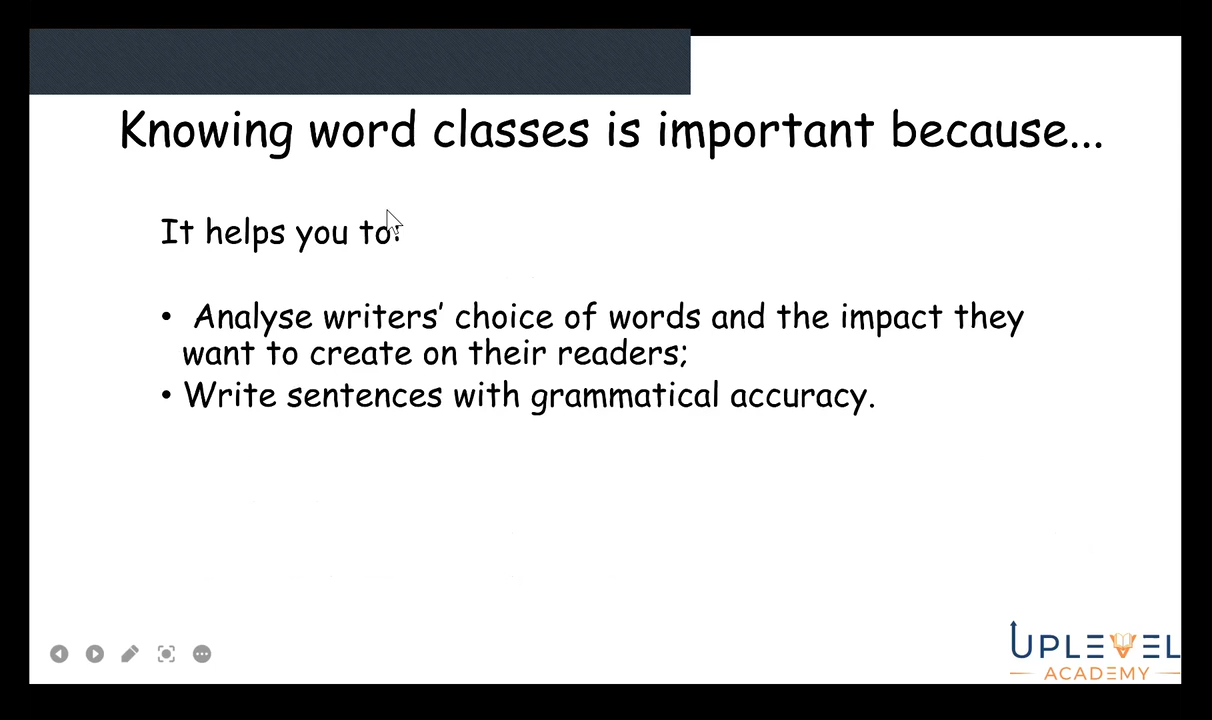 Knowing word classes is important because...
It helps you to:
• Analyse writers’ choice of words and the impact they
want to create on their readers;
• Write sentences with grammatical accuracy.
UPLEVEL
ACADEMY